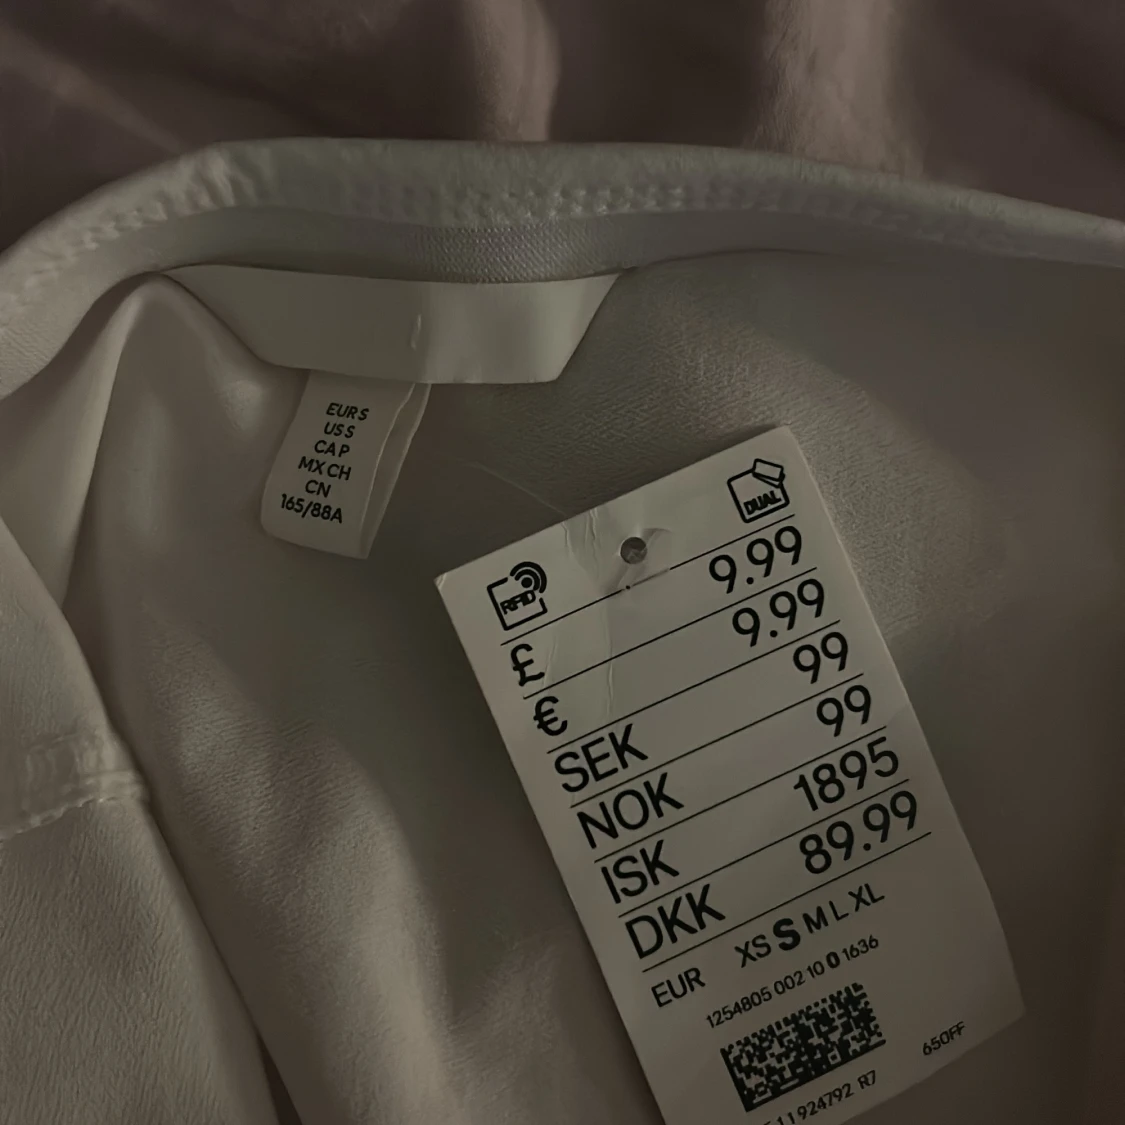 EUR S
US S
CA P
MX CH
CN
165/88A
RFID
DUAL
£ 9.99
€ 9.99
SEK 99
NOK 99
ISK 1895
DKK 89.99
EUR XS S M L XL
1254805 002 10 0 1636
650FF
11924792 R7